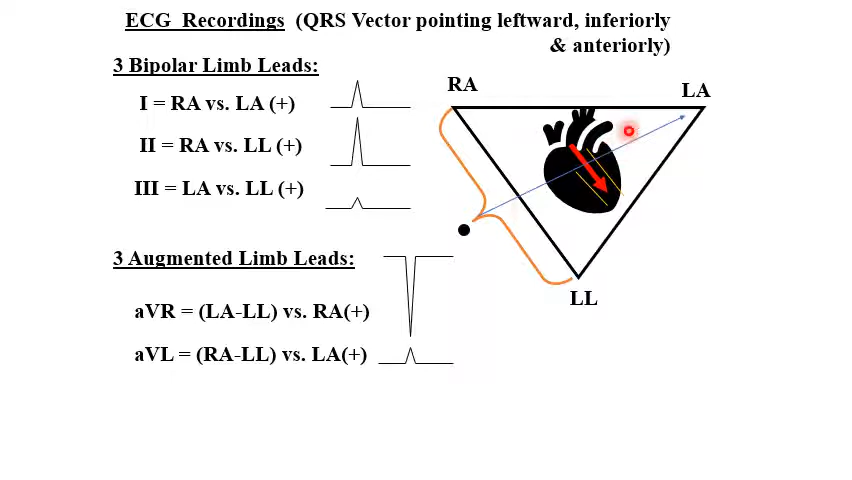 ECG Recordings (QRS Vector pointing leftward, inferiorly
& anteriorly)
3 Bipolar Limb Leads:
I = RA vs. LA (+)
II = RA vs. LL (+)
III = LA vs. LL (+)
RA
LA
LL
3 Augmented Limb Leads:
aVR = (LA-LL) vs. RA(+)
aVL = (RA-LL) vs. LA(+)